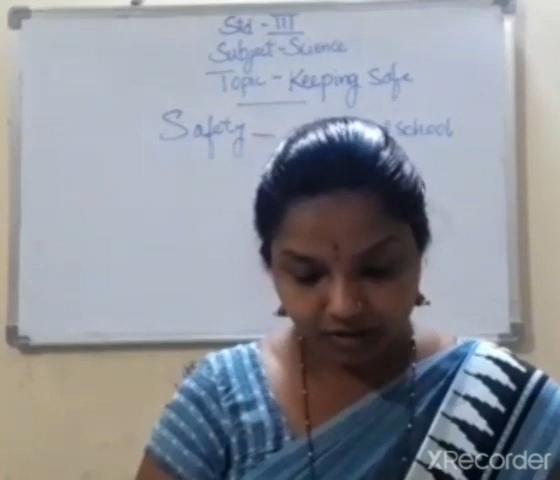 Std - III
Subject - Science
Topic - Keeping Safe
Safety — school
XRecorder